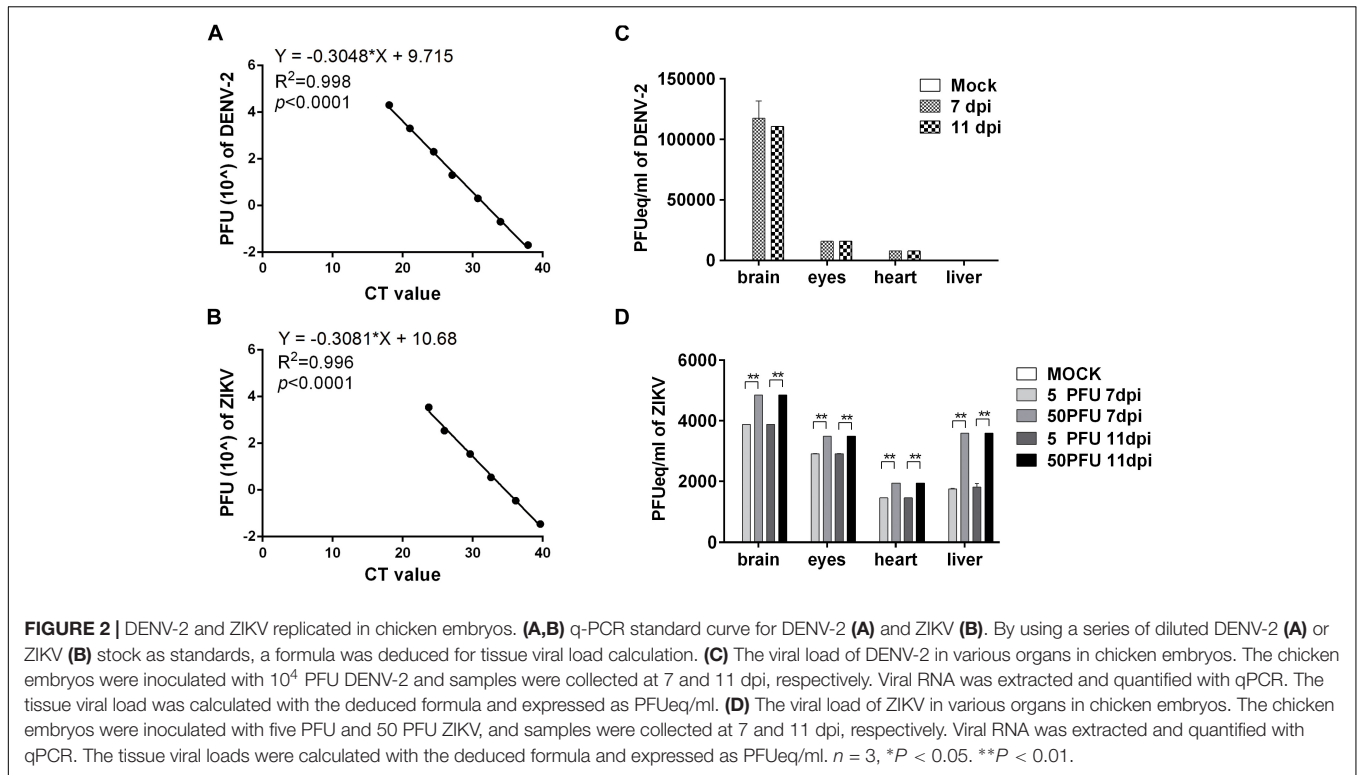 A
Y = -0.3048*X + 9.715
R²=0.998
p<0.0001
PFU (10^) of DENV-2
6
4
2
0
-2
0 10 20 30 40
CT value
B
Y = -0.3081*X + 10.68
R²=0.996
p<0.0001
PFU (10^) of ZIKV
6
4
2
0
-2
0 10 20 30 40
CT value
C
PFUeq/ml of DENV-2
150000
100000
50000
0
brain eyes heart liver
Mock
7 dpi
11 dpi
D
PFUeq/ml of ZIKV
6000
4000
2000
0
** **
** **
** **
** **
brain eyes heart liver
MOCK
5 PFU 7dpi
50PFU 7dpi
5 PFU 11dpi
50PFU 11dpi
FIGURE 2 | DENV-2 and ZIKV replicated in chicken embryos. (A,B) q-PCR standard curve for DENV-2 (A) and ZIKV (B). By using a series of diluted DENV-2 (A) or
ZIKV (B) stock as standards, a formula was deduced for tissue viral load calculation. (C) The viral load of DENV-2 in various organs in chicken embryos. The chicken
embryos were inoculated with 10⁴ PFU DENV-2 and samples were collected at 7 and 11 dpi, respectively. Viral RNA was extracted and quantified with qPCR. The
tissue viral load was calculated with the deduced formula and expressed as PFUeq/ml. (D) The viral load of ZIKV in various organs in chicken embryos. The chicken
embryos were inoculated with five PFU and 50 PFU ZIKV, and samples were collected at 7 and 11 dpi, respectively. Viral RNA was extracted and quantified with
qPCR. The tissue viral loads were calculated with the deduced formula and expressed as PFUeq/ml. n = 3, *P < 0.05. **P < 0.01.